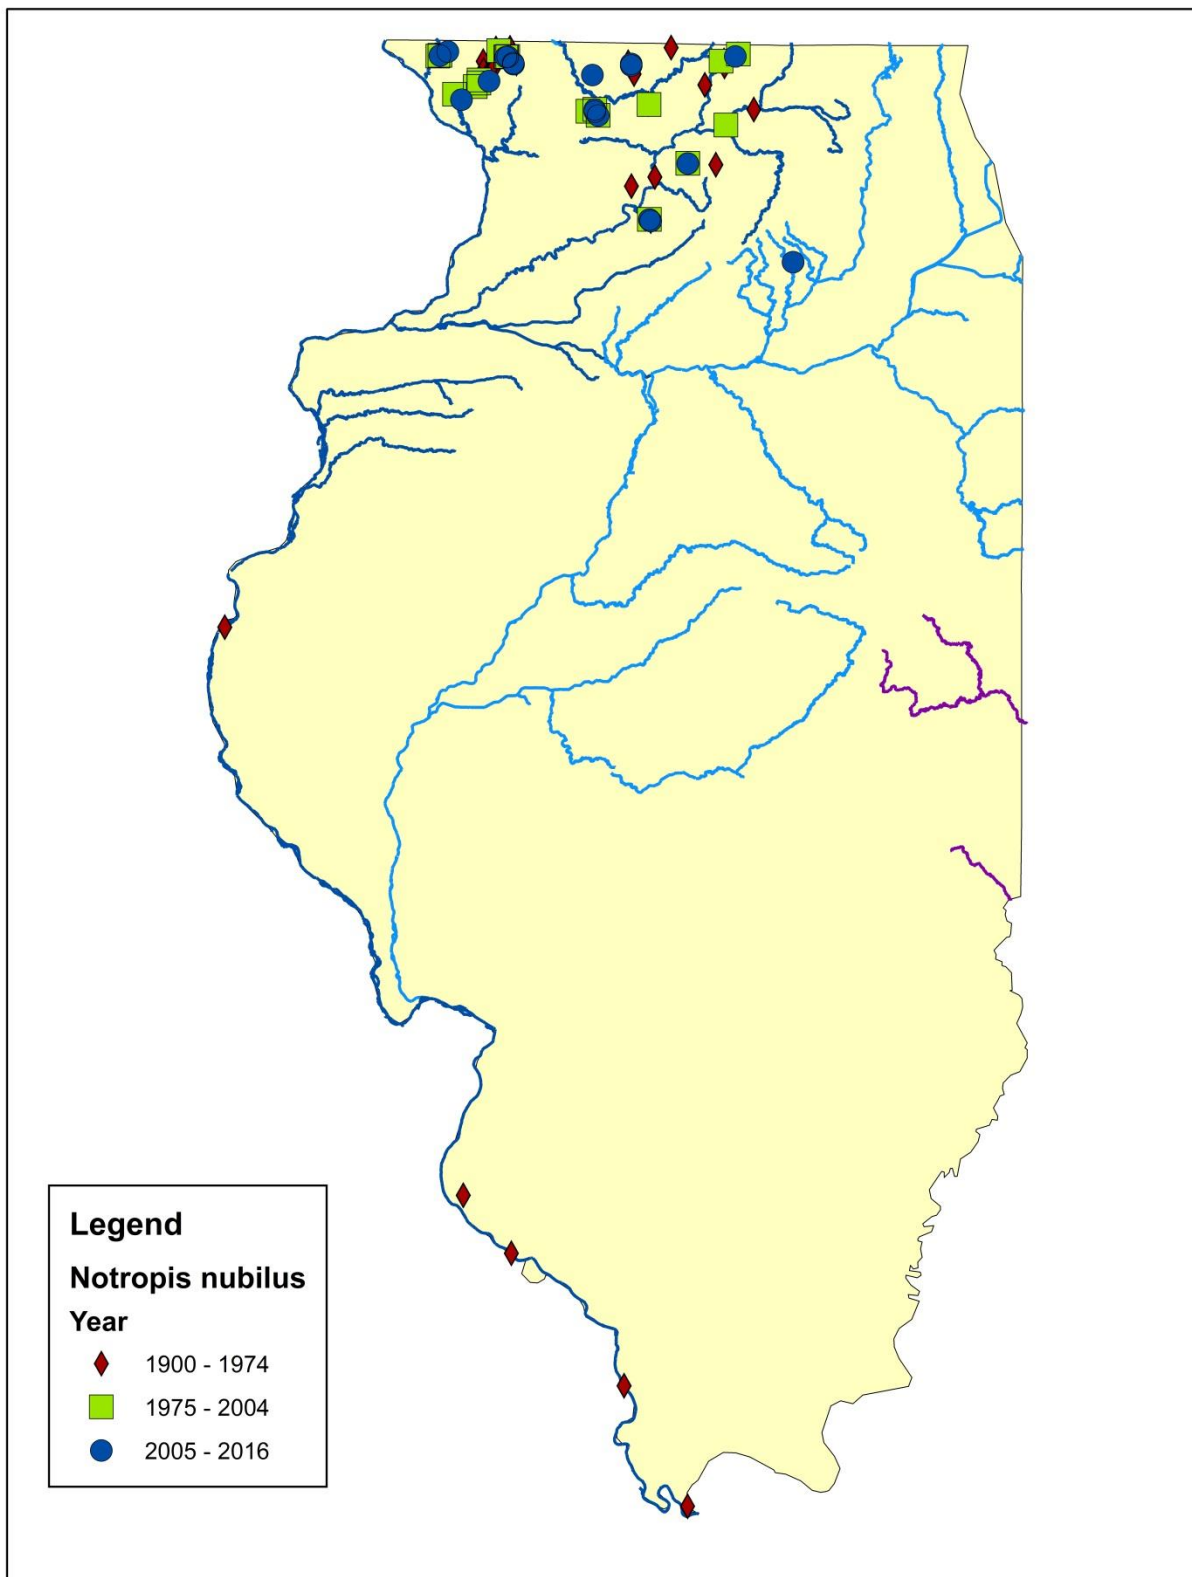 Legend
Notropis nubilus
Year
1900 - 1974
1975 - 2004
2005 - 2016